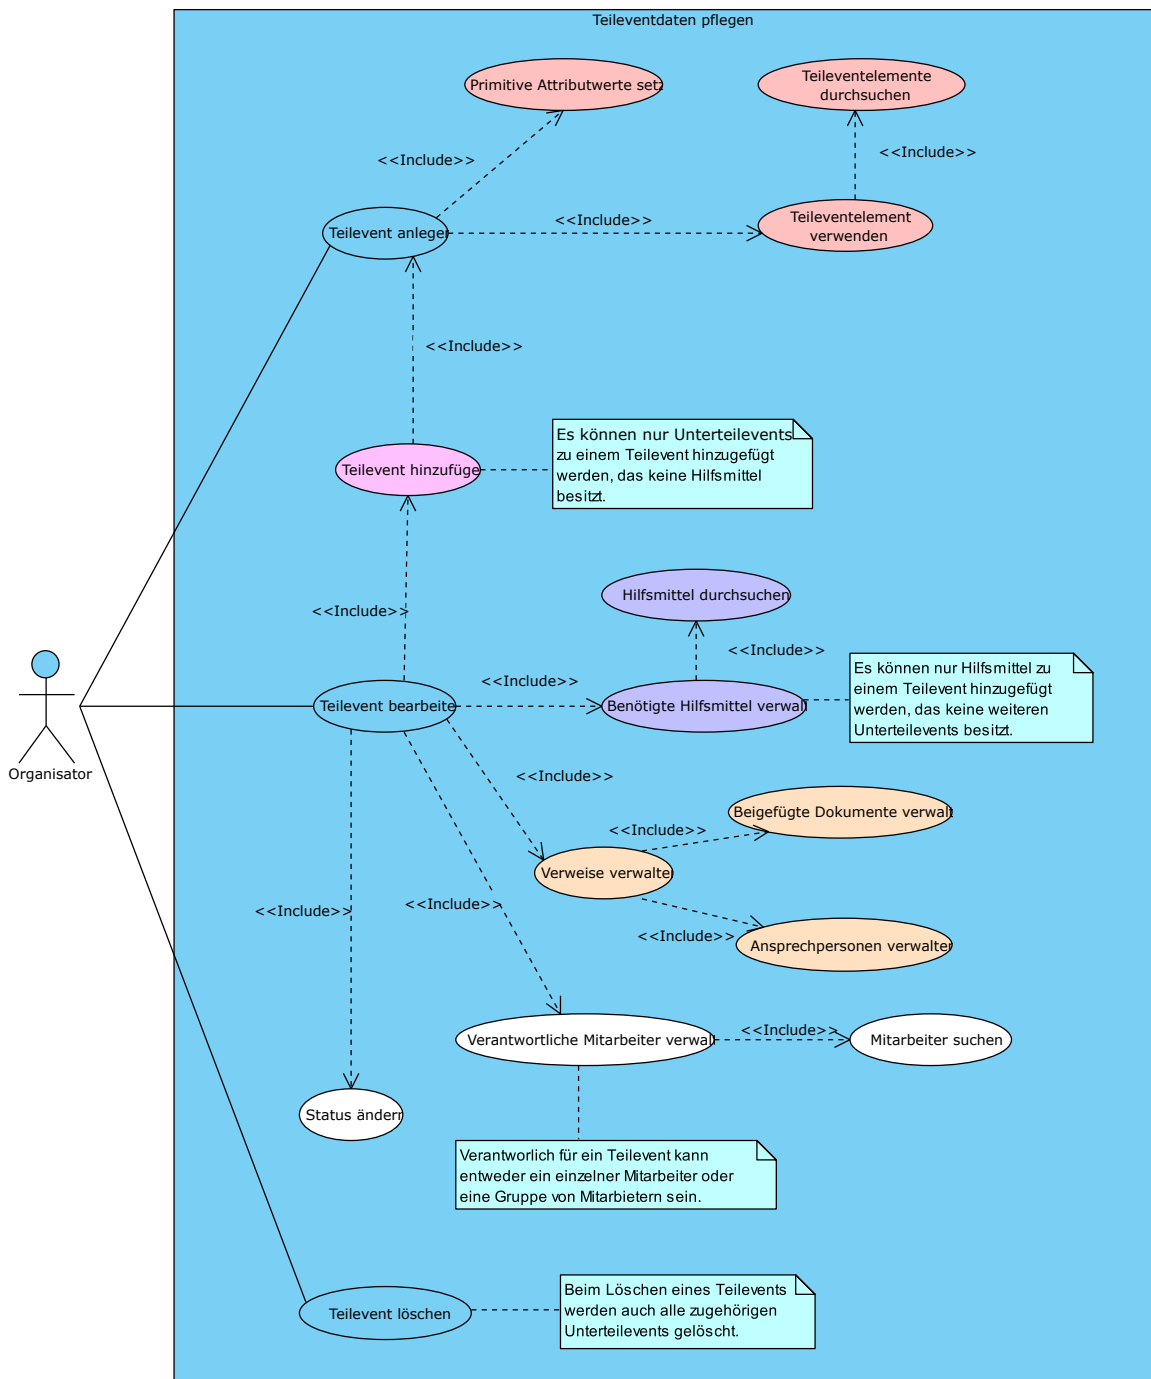 Teileventdaten pflegen
Primitive Attributwerte setz
Teileventelemente
durchsuchen
<<Include>>
<<Include>>
<<Include>>
Teilevent anleger
Teileventelement
verwenden
<<Include>>
Teilevent hinzufüge
Es können nur Unterteilevents
zu einem Teilevent hinzugefügt
werden, das keine Hilfsmittel
besitzt.
<<Include>>
Hilfsmittel durchsuchen
<<Include>>
<<Include>>
Teilevent bearbeite
Benötigte Hilfsmittel verwal
Es können nur Hilfsmittel zu
einem Teilevent hinzugefügt
werden, das keine weiteren
Unterteilevents besitzt.
Organisator
<<Include>>
Beigefügte Dokumente verwalt
<<Include>>
Verweise verwalter
<<Include>>
<<Include>>
<<Include>>
Ansprechpersonen verwalter
Verantwortliche Mitarbeiter verwal
<<Include>>
Mitarbeiter suchen
Status änderr
Verantworlich für ein Teilevent kann
entweder ein einzelner Mitarbeiter oder
eine Gruppe von Mitarbietern sein.
Teilevent löschen
Beim Löschen eines Teilevents
werden auch alle zugehörigen
Unterteilevents gelöscht.